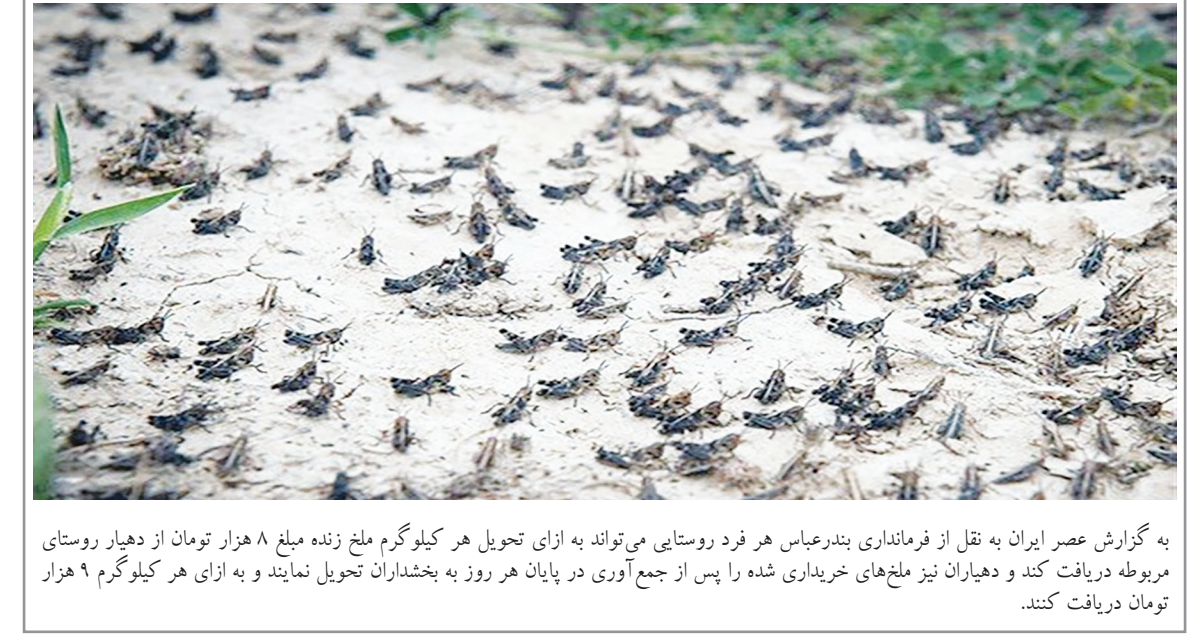 به گزارش عصر ایران به نقل از فرمانداری بندرعباس هر فرد روستایی می‌تواند به ازای تحویل هر کیلوگرم ملخ زنده مبلغ ۸ هزار تومان از دهیار روستای
مربوطه دریافت کند و دهیاران نیز ملخ‌های خریداری شده را پس از جمع‌آوری در پایان هر روز به بخشداران تحویل نمایند و به ازای هر کیلوگرم ۹ هزار
تومان دریافت کنند.